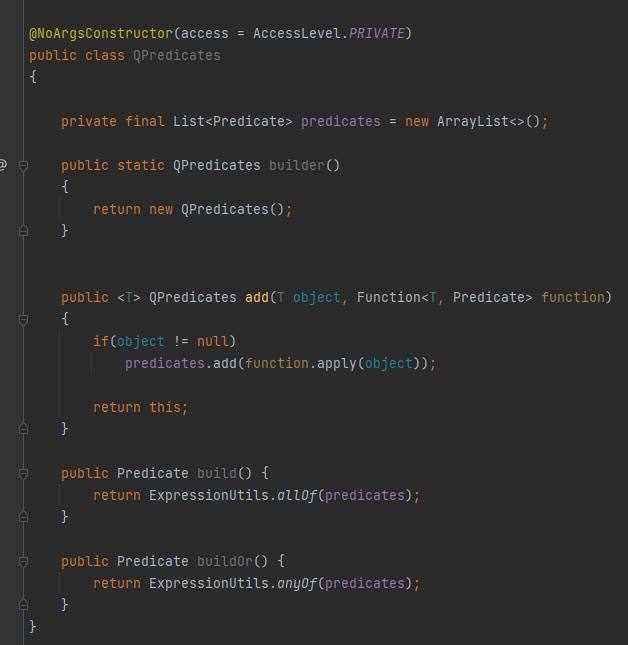 @NoArgsConstructor(access = AccessLevel.PRIVATE)
public class QPredicates
{
private final List<Predicate> predicates = new ArrayList<>();
@
public static QPredicates builder()
{
return new QPredicates();
}
public <T> QPredicates add(T object, Function<T, Predicate> function)
{
if(object != null)
predicates.add(function.apply(object));
return this;
}
public Predicate build() {
return ExpressionUtils.allOf(predicates);
}
public Predicate buildOr() {
return ExpressionUtils.anyOf(predicates);
}
}